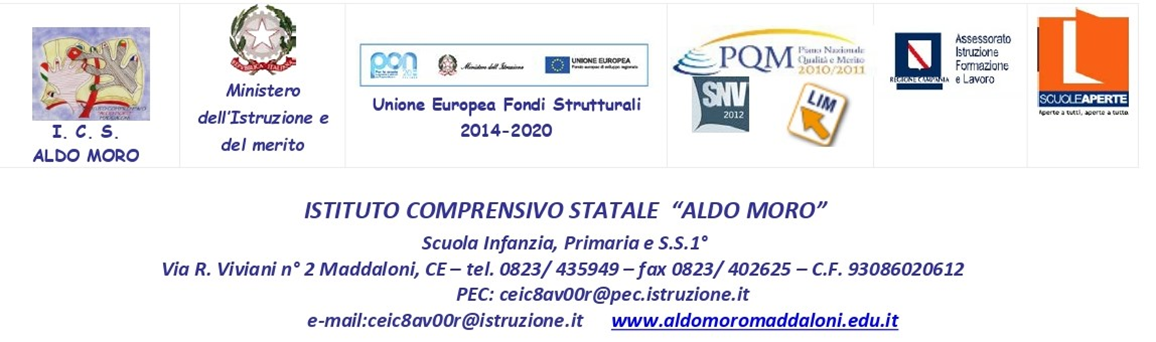 I. C. S.
ALDO MORO
Ministero
dell'Istruzione e
del merito
pon
Ministero dell'Istruzione
UNIONE EUROPEA
Unione Europea Fondi Strutturali
2014-2020
PQM Piano Nazionale
Qualità e Merito
2010/2011
SNV
2012
LIM
REGIONE CAMPANIA
Assessorato
Istruzione
Formazione
e Lavoro
SCUOLEAPERTE
Aperte a tutti, aperte a tutto.
ISTITUTO COMPRENSIVO STATALE “ALDO MORO”
Scuola Infanzia, Primaria e S.S.1°
Via R. Viviani n° 2 Maddaloni, CE – tel. 0823/ 435949 – fax 0823/ 402625 – C.F. 93086020612
PEC: ceic8av00r@pec.istruzione.it
e-mail:ceic8av00r@istruzione.it www.aldomoromaddaloni.edu.it